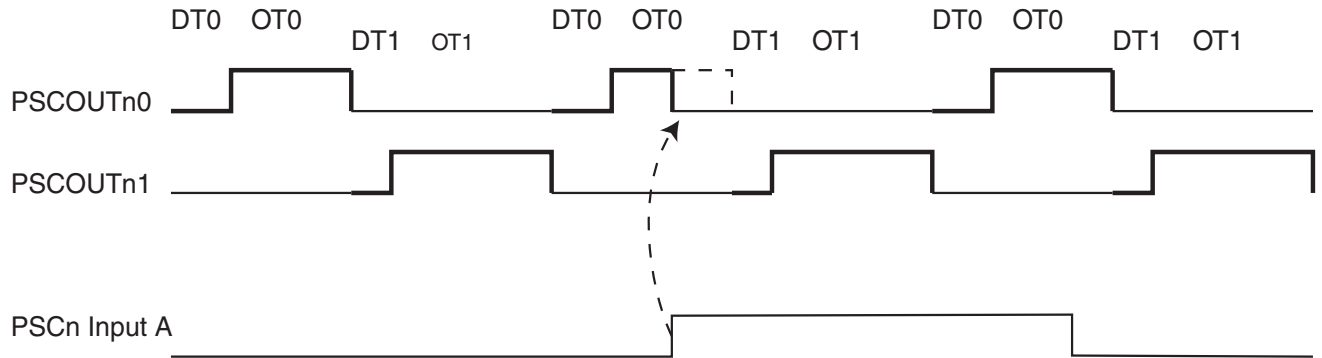 DT0 OT0 DT0 OT0 DT0 OT0
DT1 OT1 DT1 OT1 DT1 OT1
PSCOUTn0
PSCOUTn1
PSCn Input A